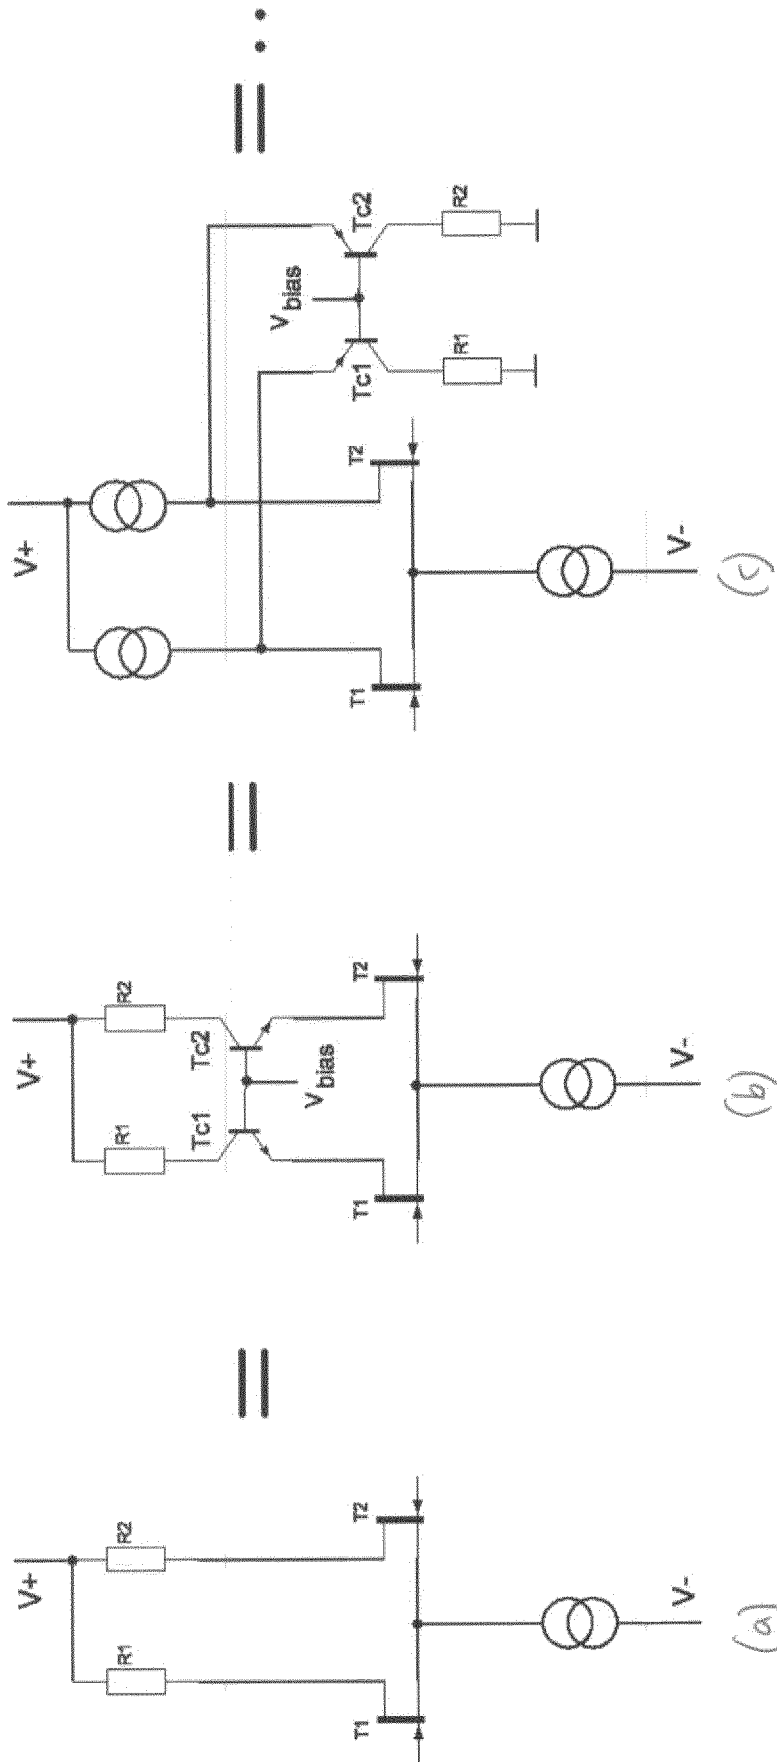 V+
R1
R2
T1
T2
V-
(a)
=
V+
R1
R2
Tc1
Tc2
Vbias
T1
T2
V-
(b)
=
V+
Vbias
Tc1
Tc2
R1
R2
T1
T2
V-
(c)
= ..